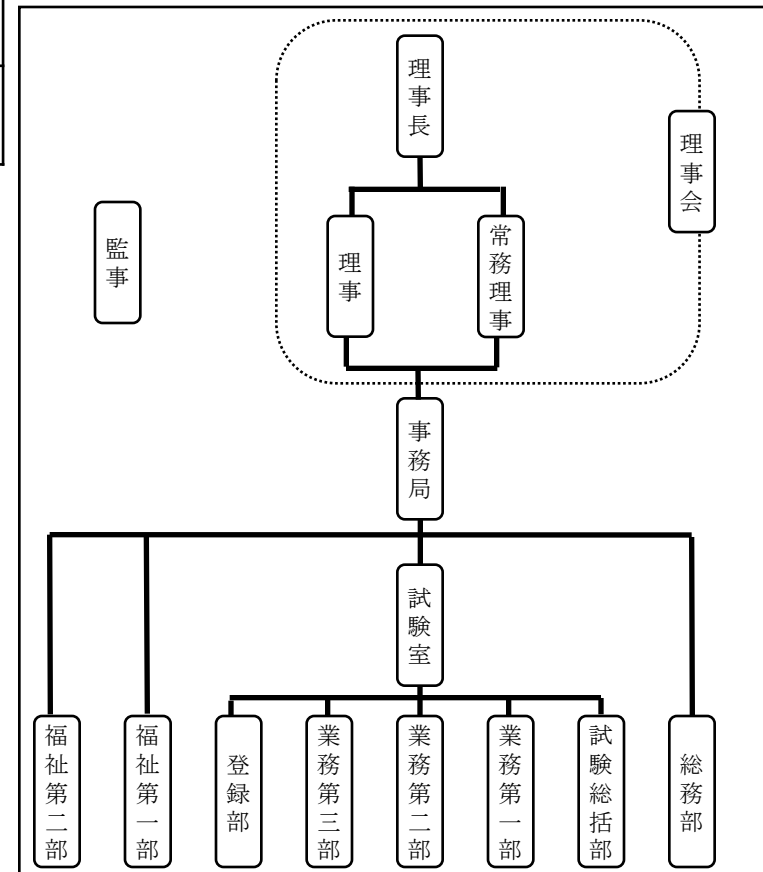 理事会
理事長
常務理事
理事
監事
事務局
試験室
総務部
試験総括部
業務第一部
業務第二部
業務第三部
登録部
福祉第一部
福祉第二部